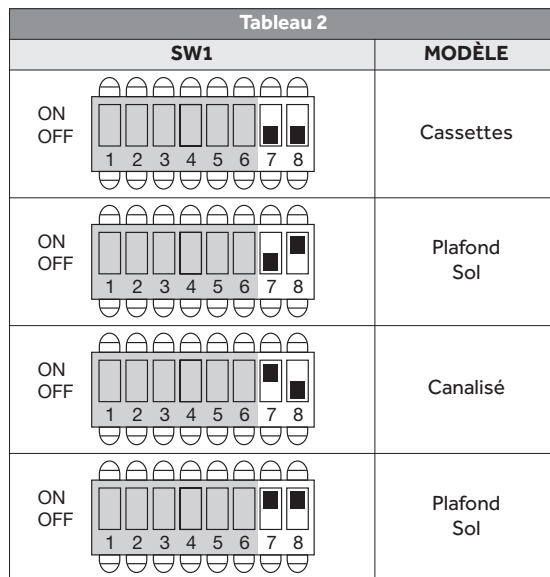 Tableau 2
SW1 MODÈLE
ON
OFF
1 2 3 4 5 6 7 8
Cassettes
ON
OFF
1 2 3 4 5 6 7 8
Plafond
Sol
ON
OFF
1 2 3 4 5 6 7 8
Canalisé
ON
OFF
1 2 3 4 5 6 7 8
Plafond
Sol